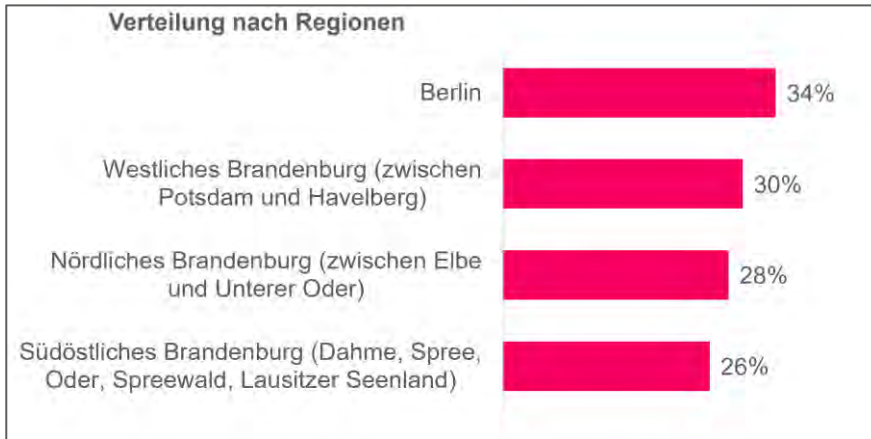 Verteilung nach Regionen
Berlin
34%
Westliches Brandenburg (zwischen
Potsdam und Havelberg)
30%
Nördliches Brandenburg (zwischen Elbe
und Unterer Oder)
28%
Südöstliches Brandenburg (Dahme, Spree,
Oder, Spreewald, Lausitzer Seenland)
26%